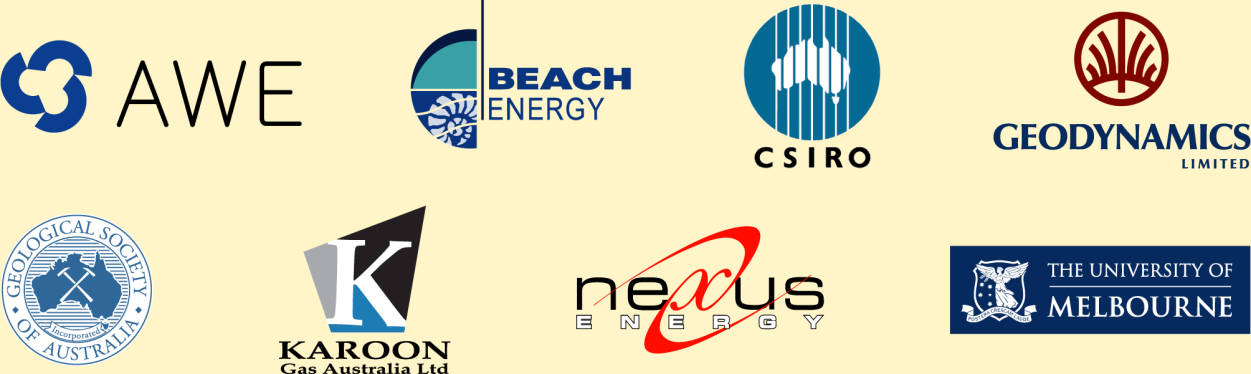 AWE
BEACH
ENERGY
CSIRO
GEODYNAMICS
LIMITED
GEOLOGICAL SOCIETY
OF AUSTRALIA
Incorporated
K
KAROON
Gas Australia Ltd
nexus
ENERGY
THE UNIVERSITY OF
MELBOURNE